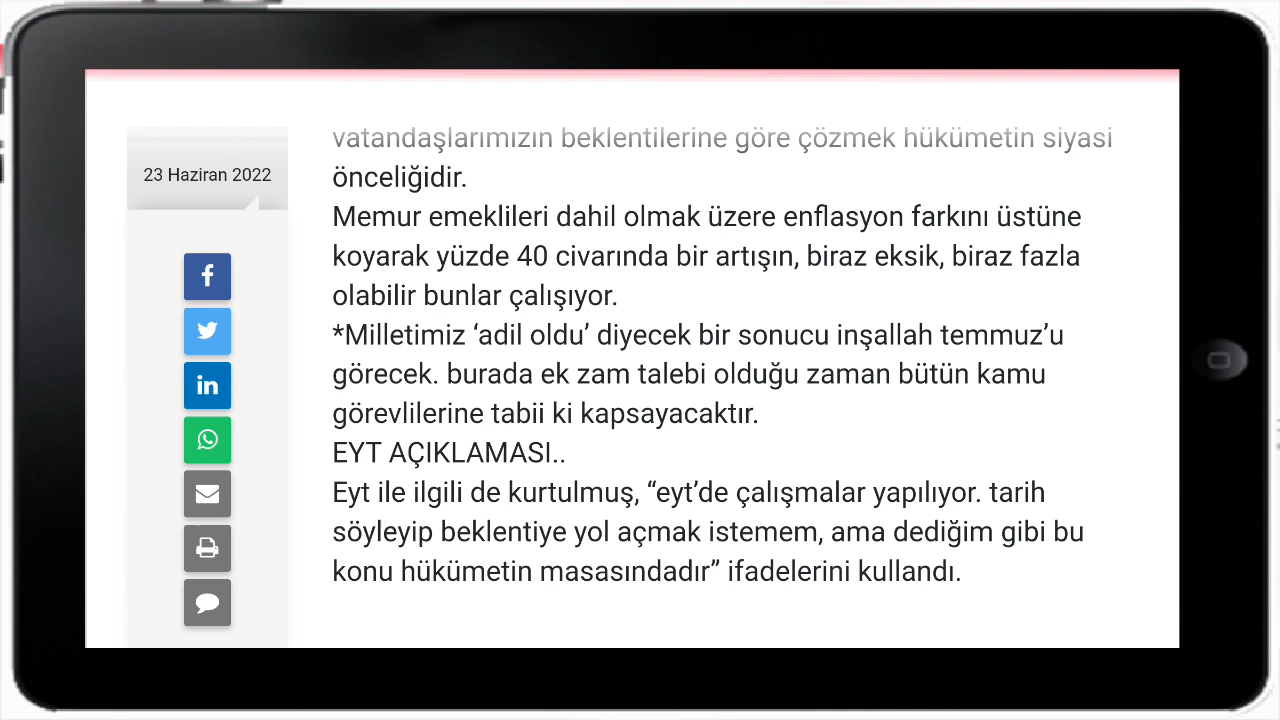 23 Haziran 2022
vatandaşlarımızın beklentilerine göre çözmek hükümetin siyasi
önceliğidir.
Memur emeklileri dahil olmak üzere enflasyon farkını üstüne
koyarak yüzde 40 civarında bir artışın, biraz eksik, biraz fazla
olabilir bunlar çalışıyor.
*Milletimiz ‘adil oldu’ diyecek bir sonucu inşallah temmuz’u
görecek. burada ek zam talebi olduğu zaman bütün kamu
görevlilerine tabii ki kapsayacaktır.
EYT AÇIKLAMASI..
Eyt ile ilgili de kurtulmuş, “eyt’de çalışmalar yapılıyor. tarih
söyleyip beklentiye yol açmak istemem, ama dediğim gibi bu
konu hükümetin masasındadır” ifadelerini kullandı.